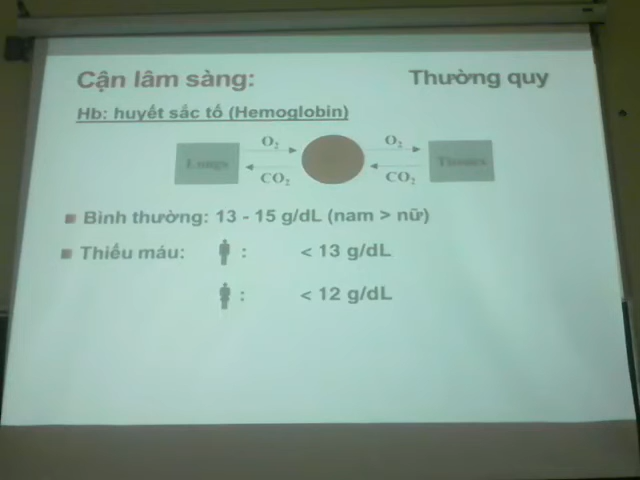 Cận lâm sàng: Thường quy
Hb: huyết sắc tố (Hemoglobin)
O₂ O₂
Lungs Tissues
CO₂ CO₂
Bình thường: 13 - 15 g/dL (nam > nữ)
Thiếu máu: : < 13 g/dL
: < 12 g/dL